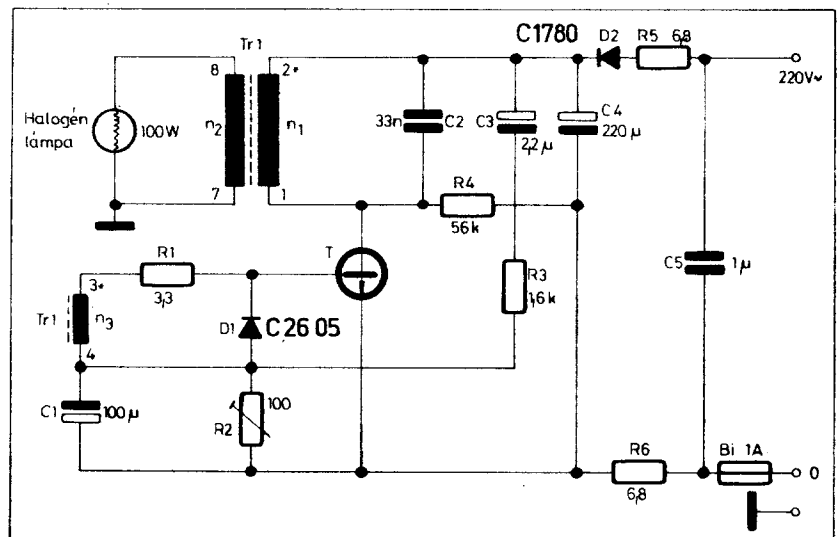 C1780
Tr1
8
2*
D2
R5
6,8
220V~
Halogén
lámpa
100W
n2
n1
33n
C2
C3
2,2µ
C4
220µ
7
1
R4
56k
R1
3,3
T
R3
1,6k
C5
1µ
3*
Tr1
n3
4
D1
C2605
C1
100µ
R2
100
R6
6,8
Bi 1A
0